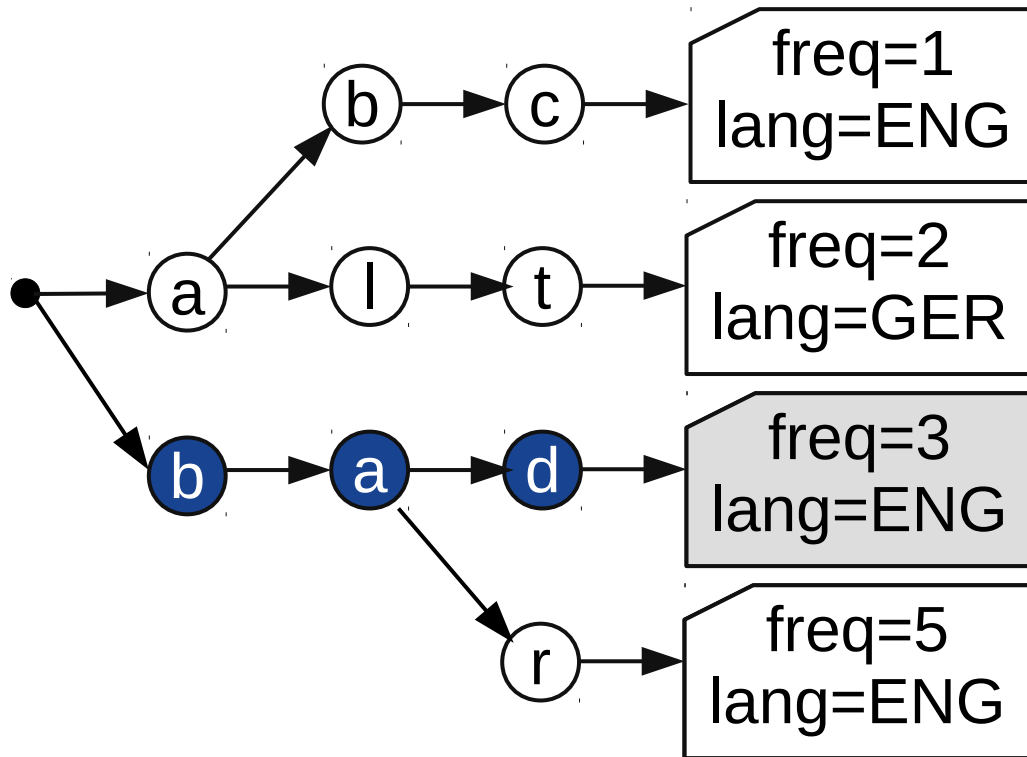 b c freq=1
lang=ENG
a l t freq=2
lang=GER
b a d freq=3
lang=ENG
r freq=5
lang=ENG